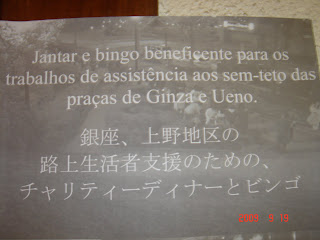 Jantar e bingo beneficente para os
trabalhos de assistência aos sem-teto das
praças de Ginza e Ueno.
銀座、上野地区の
路上生活者支援のための、
チャリティーディナーとビンゴ